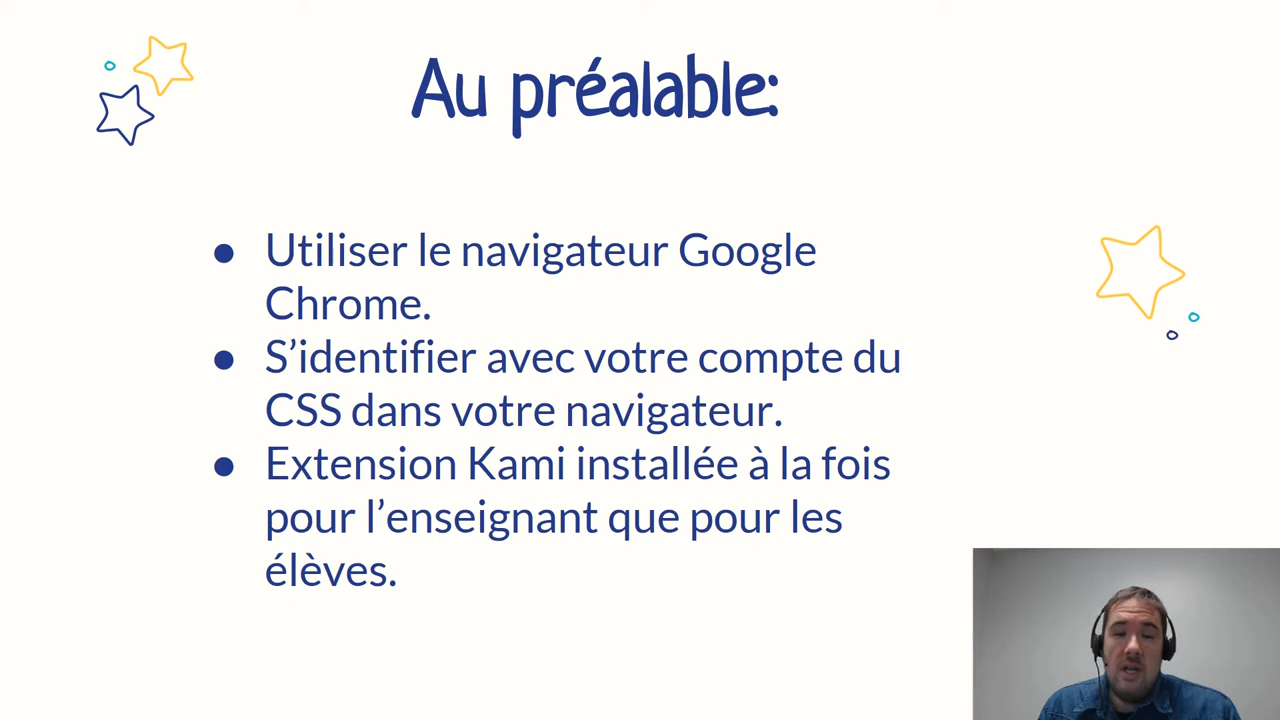 Au préalable:
● Utiliser le navigateur Google
Chrome.
● S’identifier avec votre compte du
CSS dans votre navigateur.
● Extension Kami installée à la fois
pour l’enseignant que pour les
élèves.